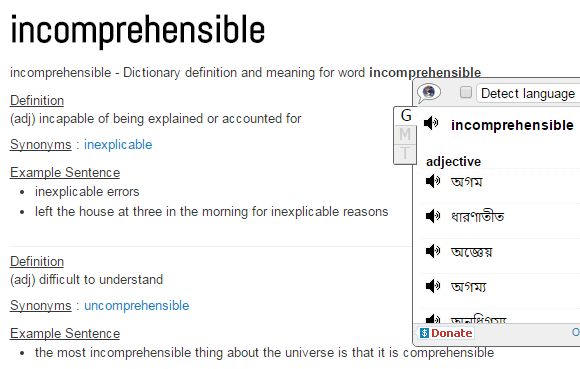 incomprehensible
incomprehensible - Dictionary definition and meaning for word incomprehensible
Definition
(adj) incapable of being explained or accounted for
Synonyms : inexplicable
Example Sentence
inexplicable errors
left the house at three in the morning for inexplicable reasons
Definition
(adj) difficult to understand
Synonyms : uncomprehensible
Example Sentence
the most incomprehensible thing about the universe is that it is comprehensible
Detect language
G
M
T
incomprehensible
adjective
অগম
ধারণাতীত
অজ্ঞেয়
অগম্য
$ Donate